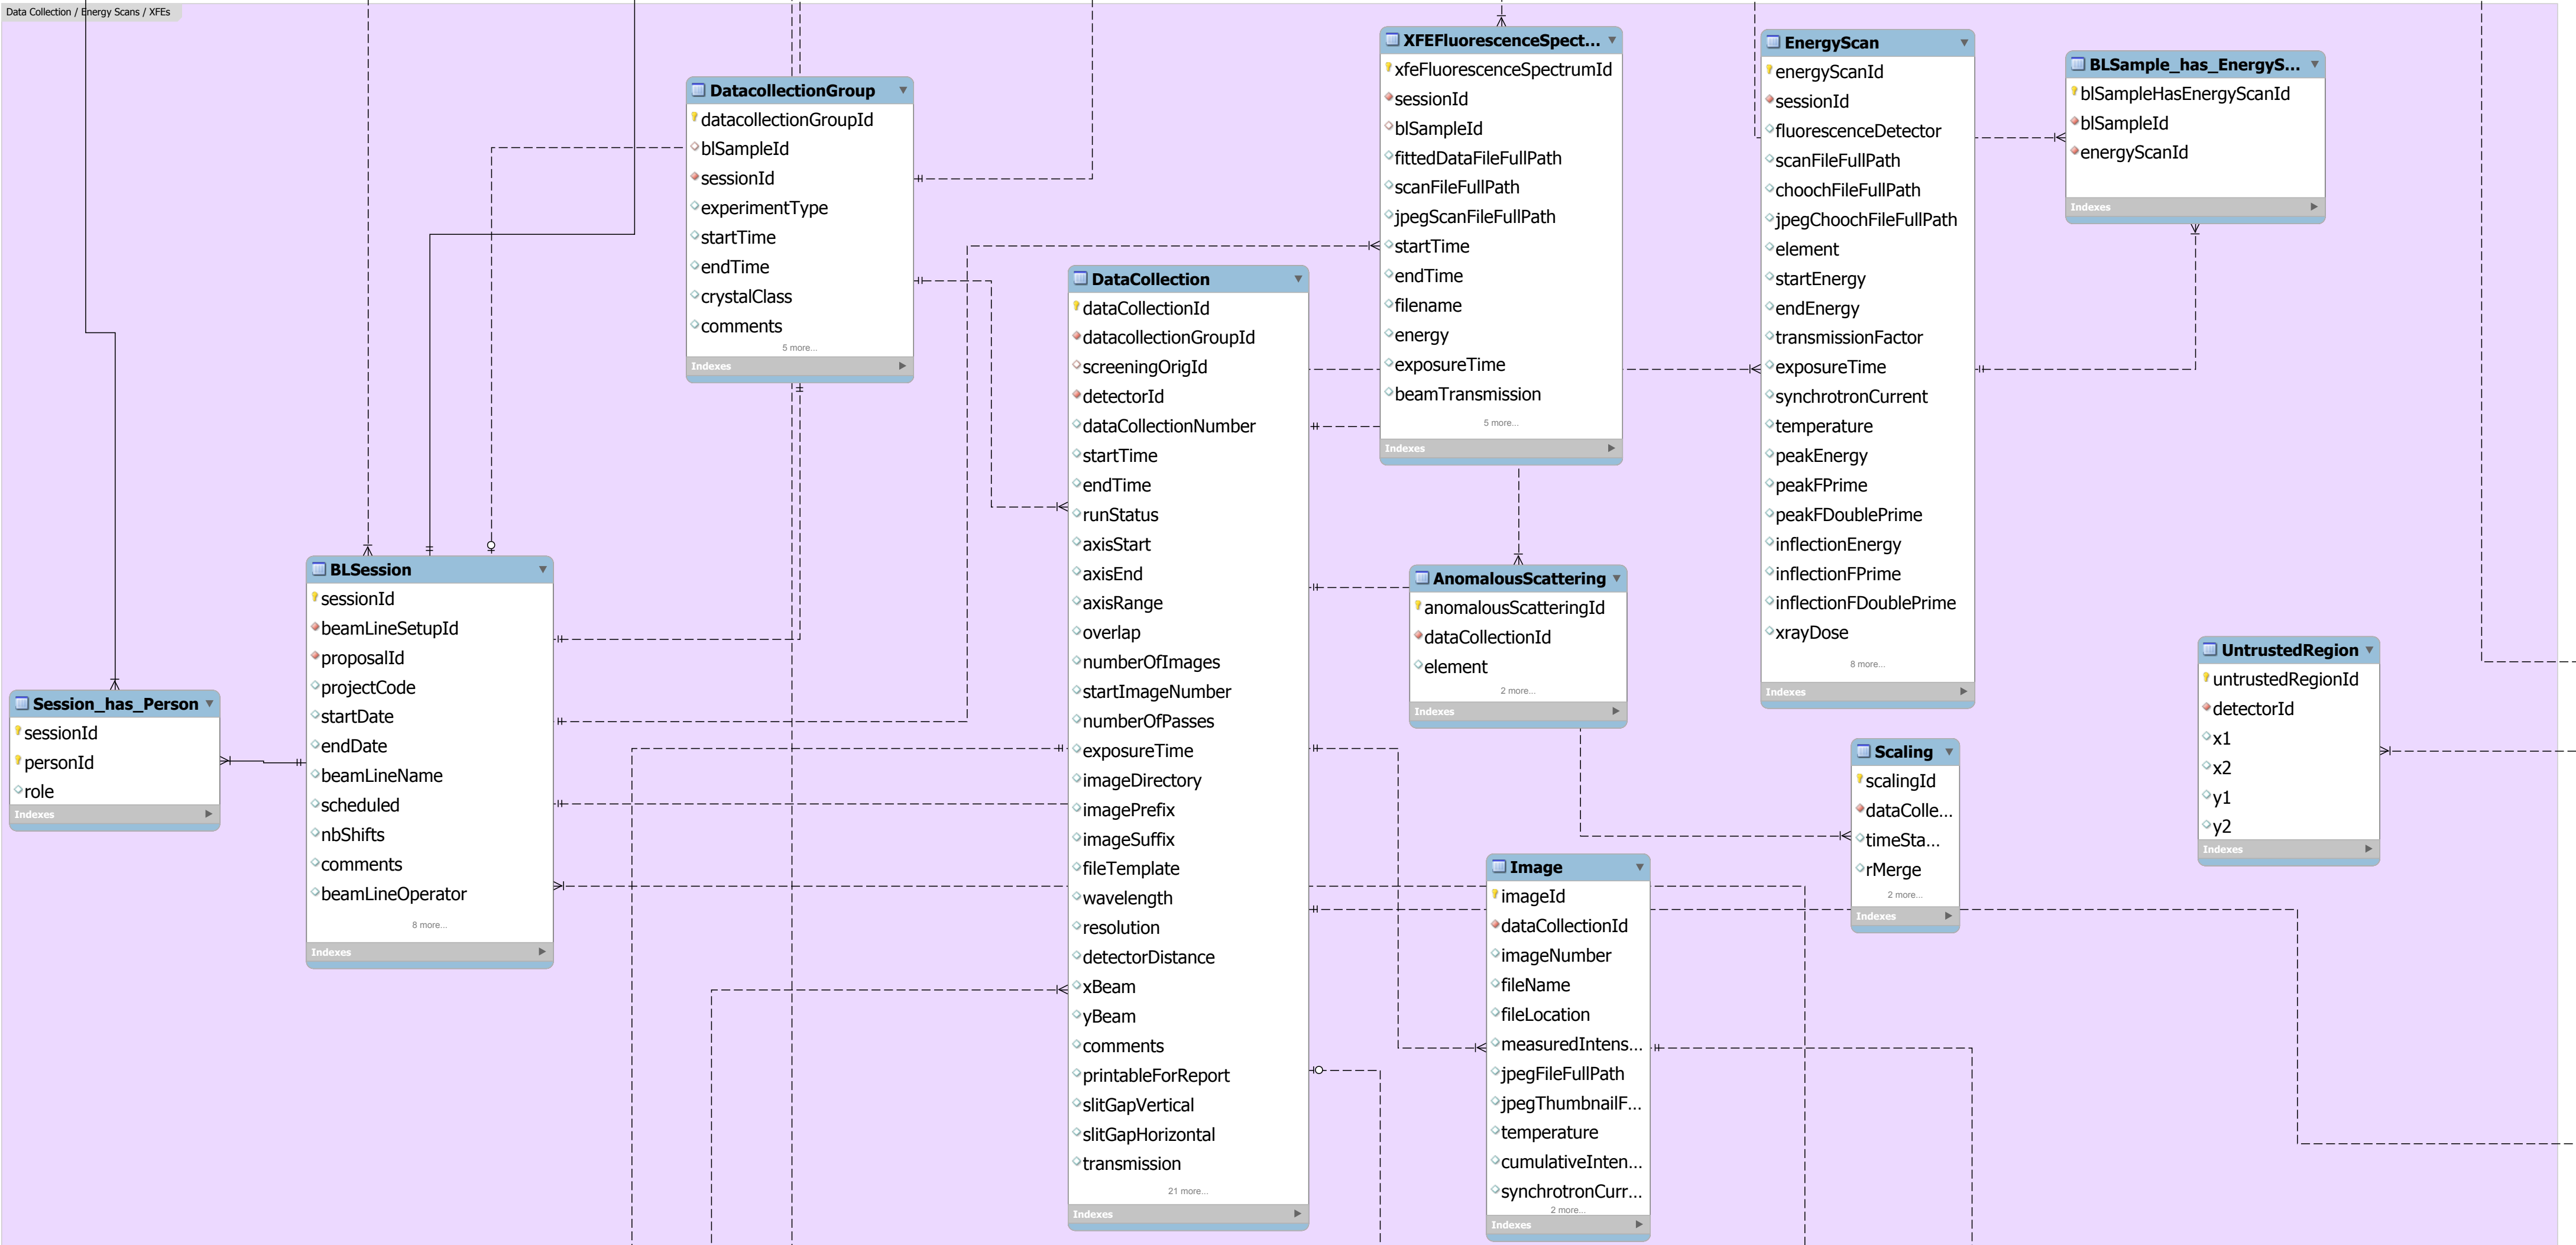 Data Collection / Energy Scans / XFEs
DatacollectionGroup
datacollectionGroupId
blSampleId
sessionId
experimentType
startTime
endTime
crystalClass
comments
5 more...
Indexes
XFEFluorescenceSpect...
xfeFluorescenceSpectrumId
sessionId
blSampleId
fittedDataFileFullPath
scanFileFullPath
jpegScanFileFullPath
startTime
endTime
filename
energy
exposureTime
beamTransmission
5 more...
Indexes
EnergyScan
energyScanId
sessionId
fluorescenceDetector
scanFileFullPath
choochFileFullPath
jpegChoochFileFullPath
element
startEnergy
endEnergy
transmissionFactor
exposureTime
synchrotronCurrent
temperature
peakEnergy
peakFPrime
peakFDoublePrime
inflectionEnergy
inflectionFPrime
inflectionFDoublePrime
xrayDose
8 more...
Indexes
BLSample_has_EnergyS...
blSampleHasEnergyScanId
blSampleId
energyScanId
Indexes
DataCollection
dataCollectionId
datacollectionGroupId
screeningOrigId
detectorId
dataCollectionNumber
startTime
endTime
runStatus
axisStart
axisEnd
axisRange
overlap
numberOfImages
startImageNumber
numberOfPasses
exposureTime
imageDirectory
imagePrefix
imageSuffix
fileTemplate
wavelength
resolution
detectorDistance
xBeam
yBeam
comments
printableForReport
slitGapVertical
slitGapHorizontal
transmission
21 more...
Indexes
BLSession
sessionId
beamLineSetupId
proposalId
projectCode
startDate
endDate
beamLineName
scheduled
nbShifts
comments
beamLineOperator
8 more...
Indexes
Session_has_Person
sessionId
personId
role
Indexes
AnomalousScattering
anomalousScatteringId
dataCollectionId
element
2 more...
Indexes
UntrustedRegion
untrustedRegionId
detectorId
x1
x2
y1
y2
Indexes
Scaling
scalingId
dataColle...
timeSta...
rMerge
2 more...
Indexes
Image
imageId
dataCollectionId
imageNumber
fileName
fileLocation
measuredIntens...
jpegFileFullPath
jpegThumbnailF...
temperature
cumulativeInten...
synchrotronCurr...
2 more...
Indexes